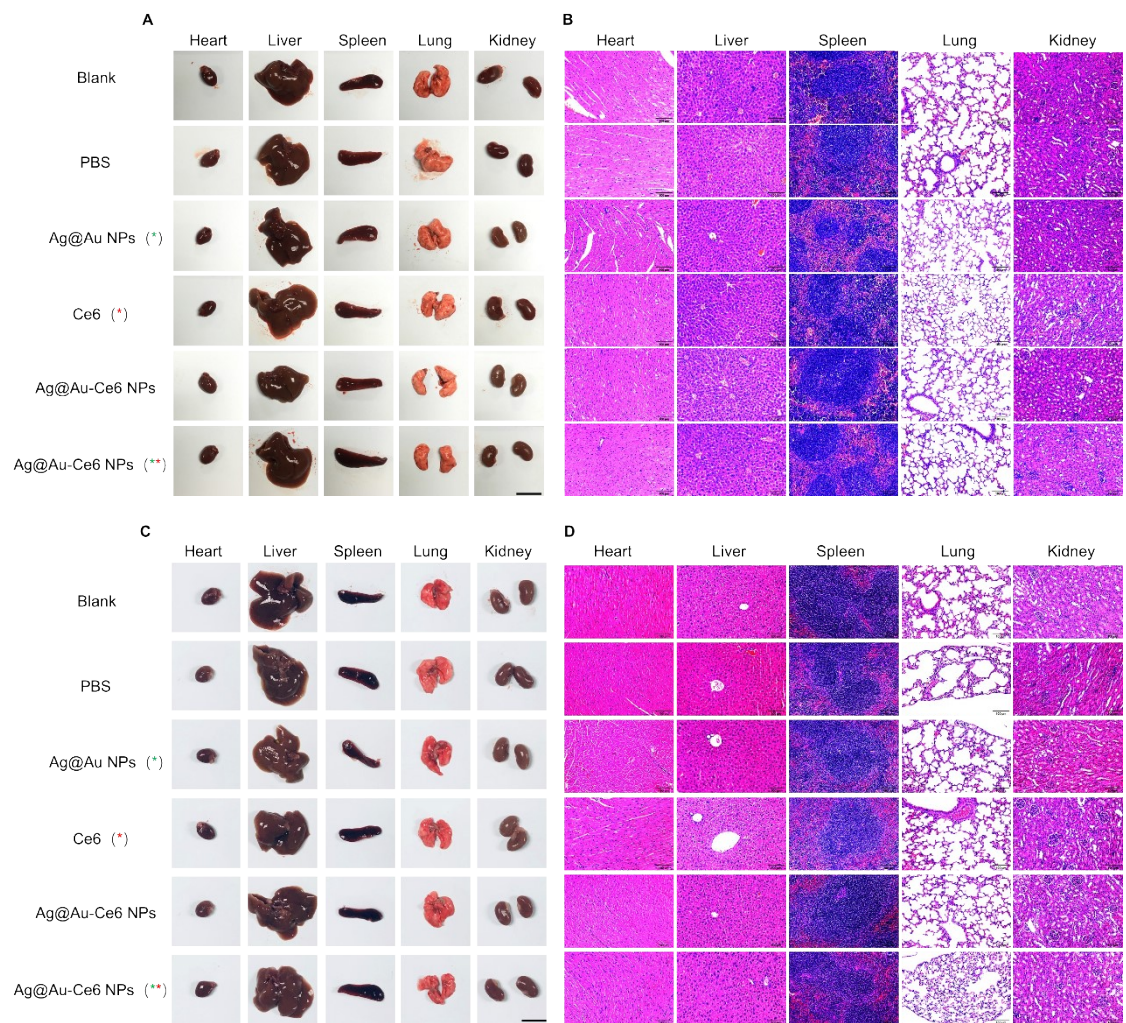 A
B
Heart Liver Spleen Lung Kidney
Heart Liver Spleen Lung Kidney
Blank
PBS
Ag@Au NPs (*)
Ce6 (*)
Ag@Au-Ce6 NPs
Ag@Au-Ce6 NPs (**)
C
D
Heart Liver Spleen Lung Kidney
Heart Liver Spleen Lung Kidney
Blank
PBS
Ag@Au NPs (*)
Ce6 (*)
Ag@Au-Ce6 NPs
Ag@Au-Ce6 NPs (**)